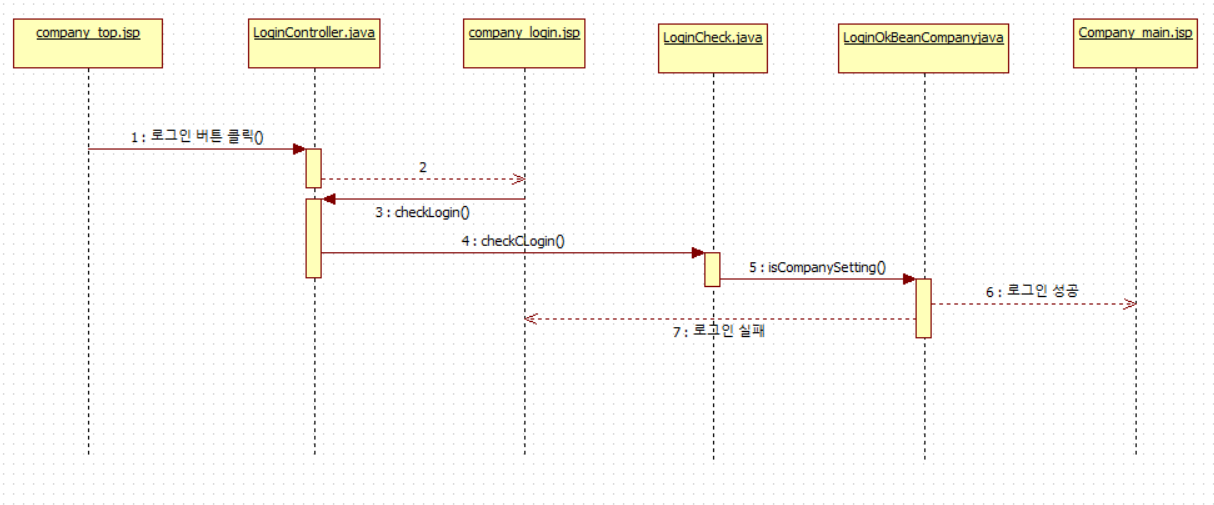 company_top.jsp
LoginController.java
company_login.jsp
LoginCheck.java
LoginOkBeanCompanyjava
Company_main.jsp
1 : 로그인 버튼 클릭()
2
3 : checkLogin()
4 : checkCLogin()
5 : isCompanySetting()
6 : 로그인 성공
7 : 로그인 실패